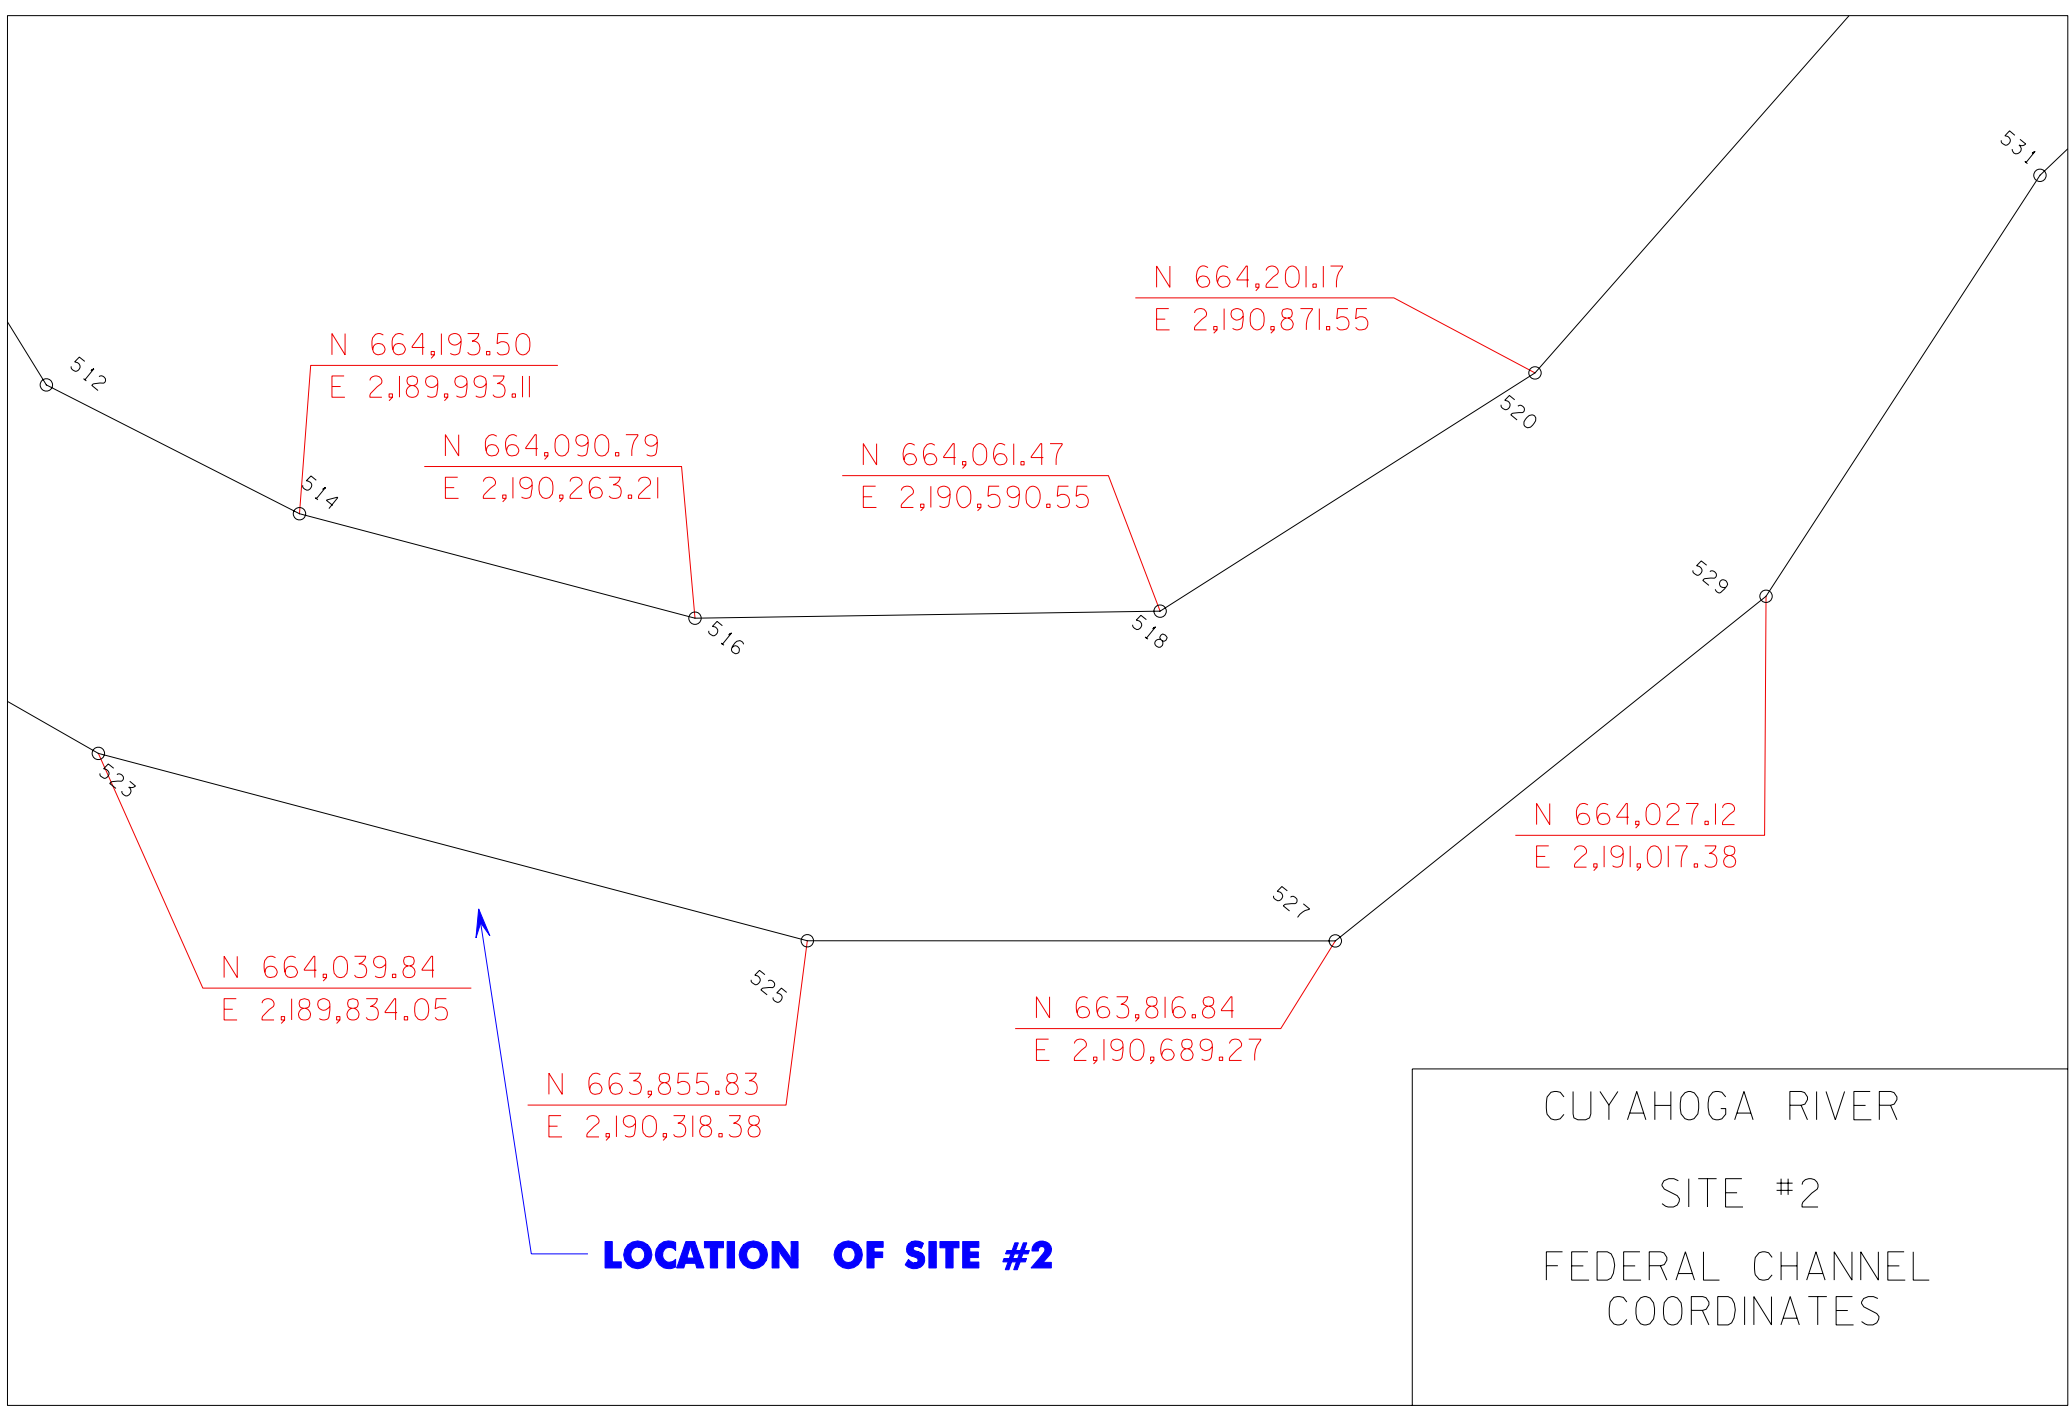 531
N 664,201.17
E 2,190,871.55
N 664,193.50
E 2,189,993.11
512
520
N 664,090.79
E 2,190,263.21
N 664,061.47
E 2,190,590.55
514
529
516
518
523
N 664,027.12
E 2,191,017.38
527
N 664,039.84
E 2,189,834.05
525
N 663,816.84
E 2,190,689.27
N 663,855.83
E 2,190,318.38
LOCATION OF SITE #2
CUYAHOGA RIVER
SITE #2
FEDERAL CHANNEL
COORDINATES